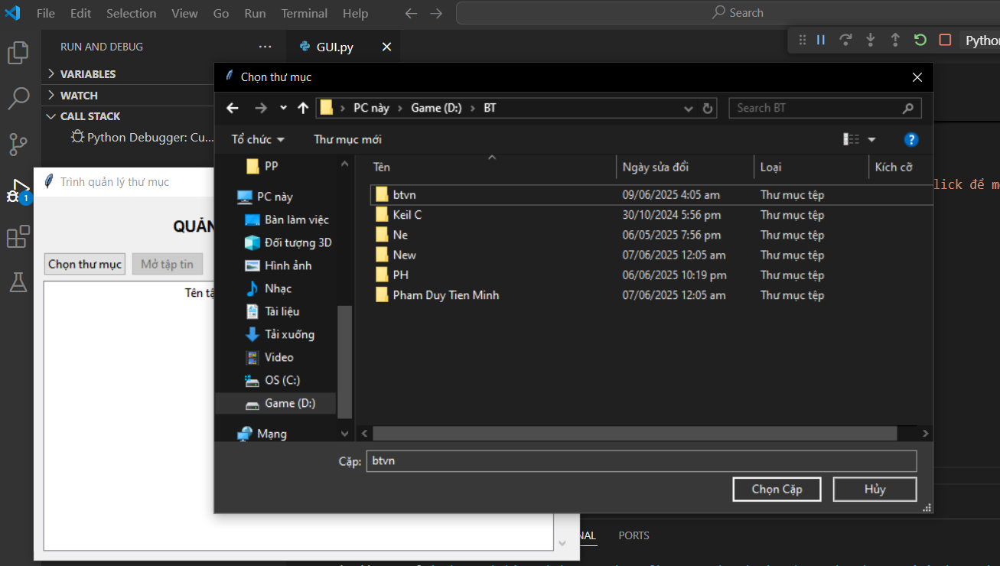 File Edit Selection View Go Run Terminal Help Search
RUN AND DEBUG ... GUI.py Python
VARIABLES
WATCH
CALL STACK
Python Debugger: Cu...
1
Trình quản lý thư mục
QUẢN
Chọn thư mục Mở tập tin
Tên tậ
Chọn thư mục
PC này Game (D:) BT Search BT
Tổ chức Thư mục mới ?
PP
PC này
Bàn làm việc
Đối tượng 3D
Hình ảnh
Nhạc
Tài liệu
Tải xuống
Video
OS (C:)
Game (D:)
Mạng
Tên Ngày sửa đổi Loại Kích cỡ
btvn 09/06/2025 4:05 am Thư mục tệp
Keil C 30/10/2024 5:56 pm Thư mục tệp
Ne 06/05/2025 7:56 pm Thư mục tệp
New 07/06/2025 12:05 am Thư mục tệp
PH 06/06/2025 10:19 pm Thư mục tệp
Pham Duy Tien Minh 07/06/2025 12:05 am Thư mục tệp
Cặp: btvn
Chọn Cặp Hủy
lick để m
NAL PORTS